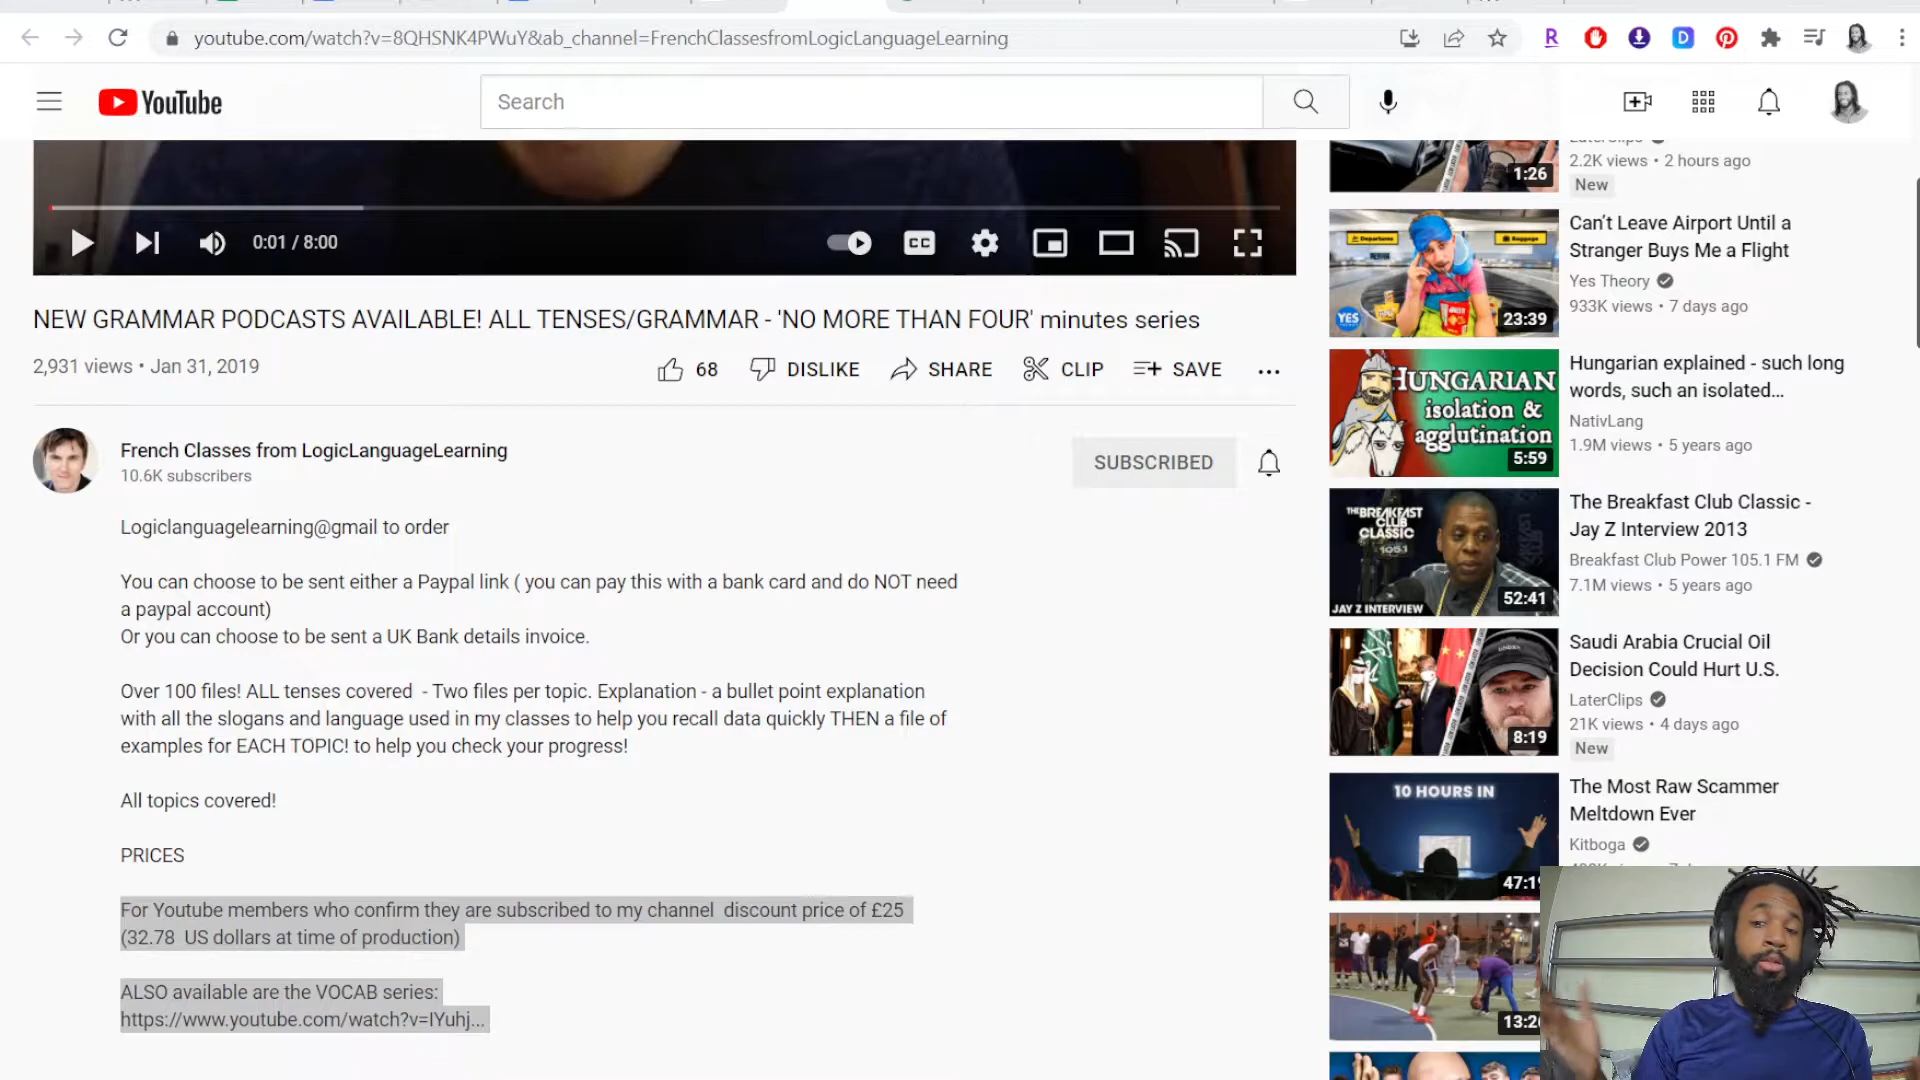 youtube.com/watch?v=8QHSNK4PWuY&ab_channel=FrenchClassesfromLogicLanguageLearning
YouTube
Search
0:01 / 8:00
CC
NEW GRAMMAR PODCASTS AVAILABLE! ALL TENSES/GRAMMAR - 'NO MORE THAN FOUR' minutes series
2,931 views • Jan 31, 2019
68
DISLIKE
SHARE
CLIP
SAVE
French Classes from LogicLanguageLearning
10.6K subscribers
SUBSCRIBED
Logiclanguagelearning@gmail to order
You can choose to be sent either a Paypal link ( you can pay this with a bank card and do NOT need
a paypal account)
Or you can choose to be sent a UK Bank details invoice.
Over 100 files! ALL tenses covered - Two files per topic. Explanation - a bullet point explanation
with all the slogans and language used in my classes to help you recall data quickly THEN a file of
examples for EACH TOPIC! to help you check your progress!
All topics covered!
PRICES
For Youtube members who confirm they are subscribed to my channel discount price of £25
(32.78 US dollars at time of production)
ALSO available are the VOCAB series:
https://www.youtube.com/watch?v=IYuhj...
1:26
2.2K views • 2 hours ago
New
Departures
Baggage
YES
23:39
Can't Leave Airport Until a
Stranger Buys Me a Flight
Yes Theory
933K views • 7 days ago
HUNGARIAN
isolation &
agglutination
5:59
Hungarian explained - such long
words, such an isolated...
NativLang
1.9M views • 5 years ago
THE BREAKFAST
CLUB
CLASSIC
105.1
JAY Z INTERVIEW
52:41
The Breakfast Club Classic -
Jay Z Interview 2013
Breakfast Club Power 105.1 FM
7.1M views • 5 years ago
8:19
Saudi Arabia Crucial Oil
Decision Could Hurt U.S.
LaterClips
21K views • 4 days ago
New
10 HOURS IN
The Most Raw Scammer
Meltdown Ever
Kitboga